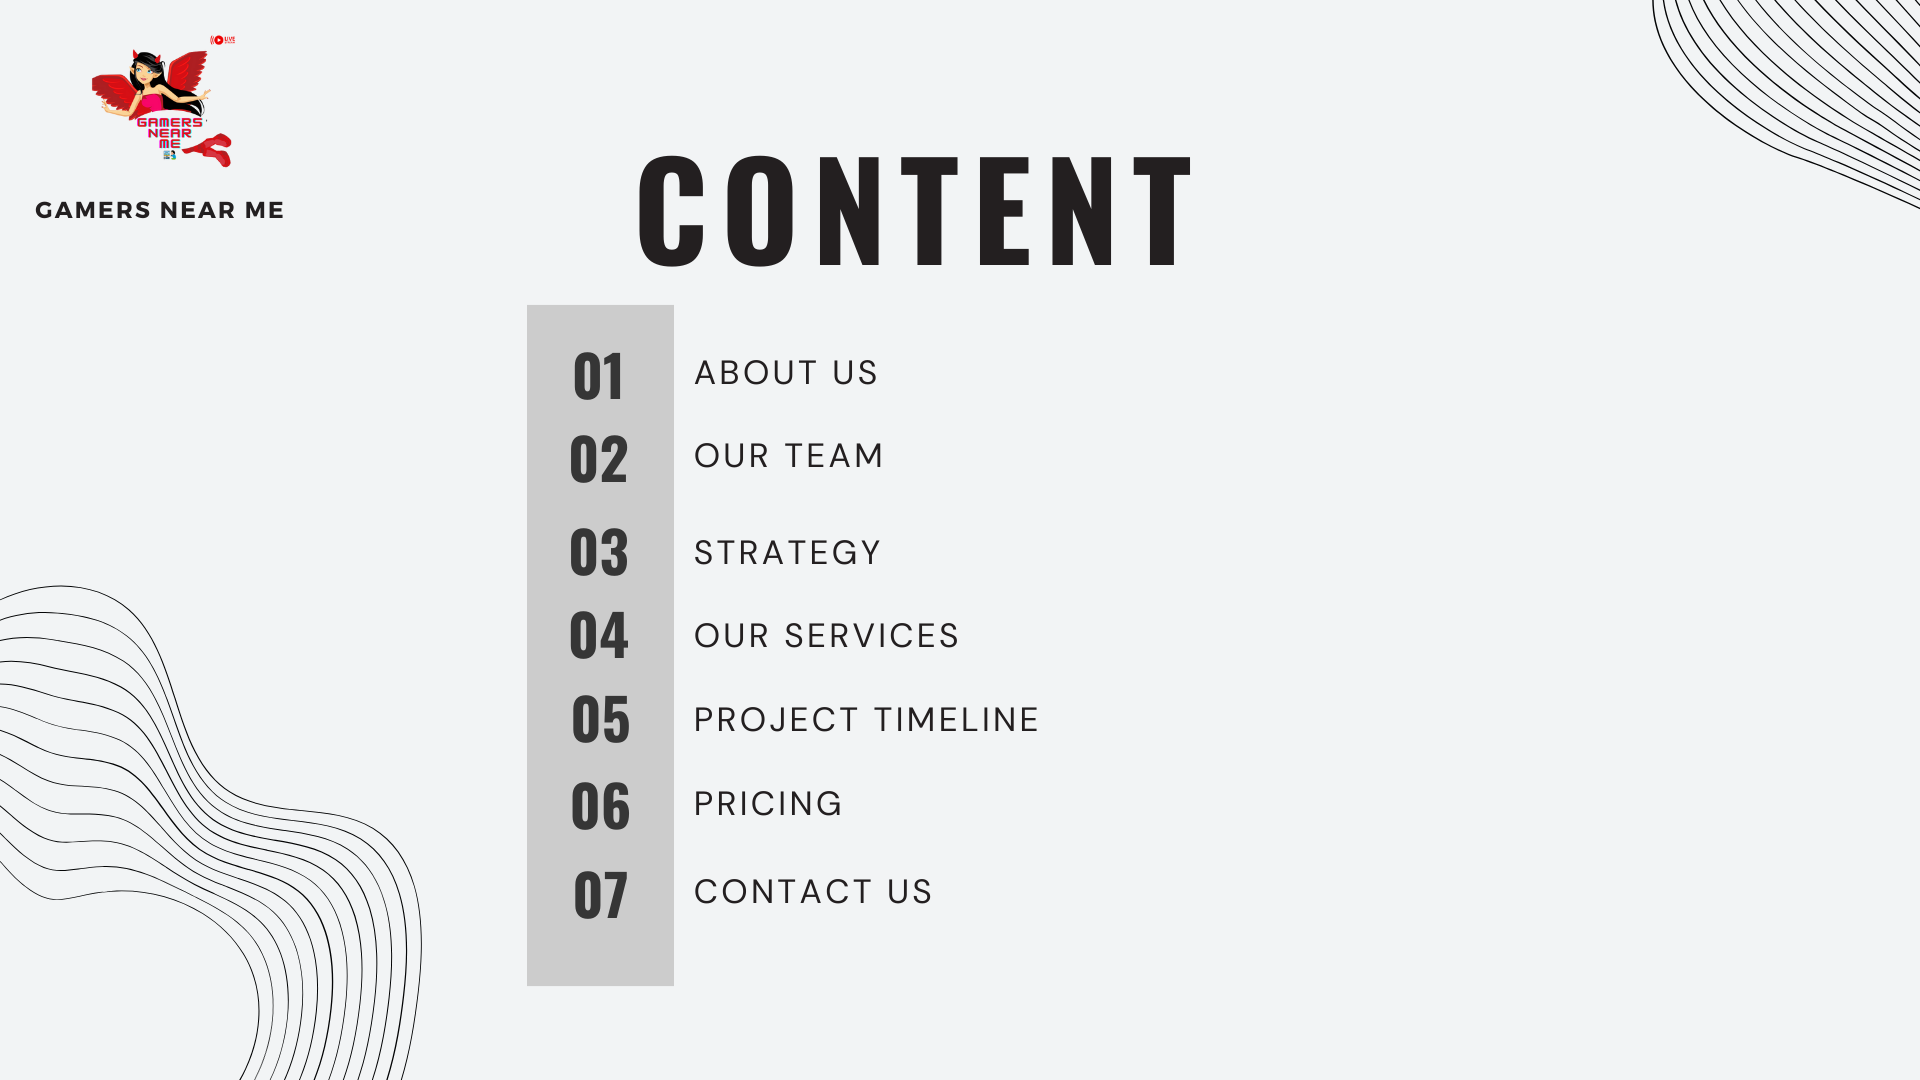 LIVE
GAMERS
NEAR
ME
GAMERS NEAR ME
CONTENT
01 ABOUT US
02 OUR TEAM
03 STRATEGY
04 OUR SERVICES
05 PROJECT TIMELINE
06 PRICING
07 CONTACT US